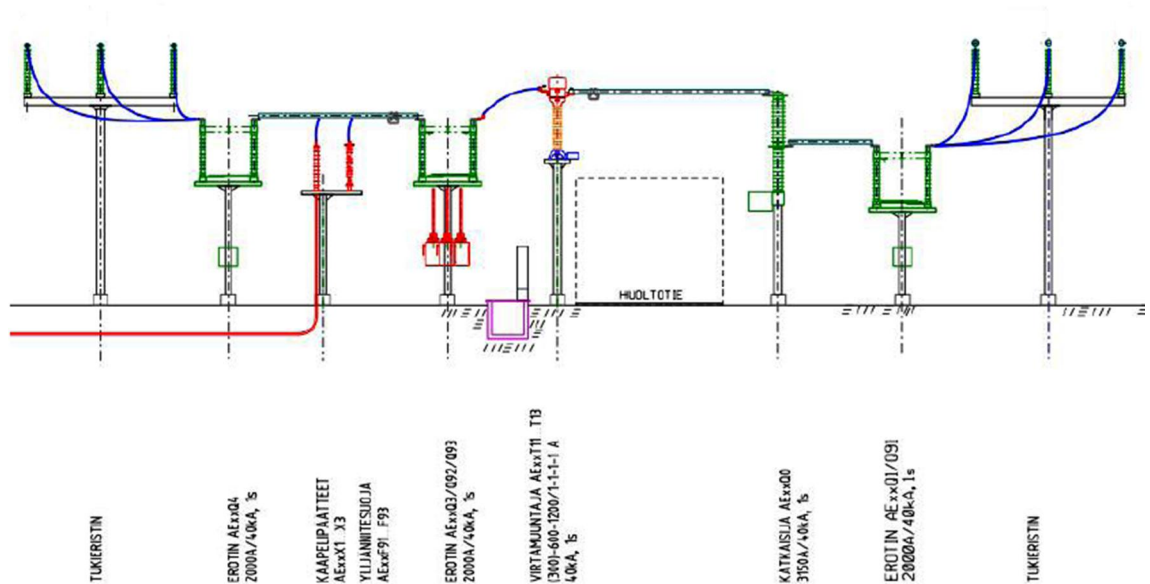 HUOLTOTIE
TUKIERISTIN
EROTIN AExxQ4
2000A/40kA, 1s
KAAPELIPÄÄTTEET
AExxX1...X3
YLIJÄNNITESUOJA
AExxF91...F93
EROTIN AExxQ3/Q92/Q93
2000A/40kA, 1s
VIRTAMUUNTAJA AExxT11...T13
(300)-600-1200/1-1-1-1 A
40kA, 1s
KATKAISIJA AExxQ0
3150A/40kA, 1s
EROTIN AExxQ1/Q91
2000A/40kA, 1s
TUKIERISTIN